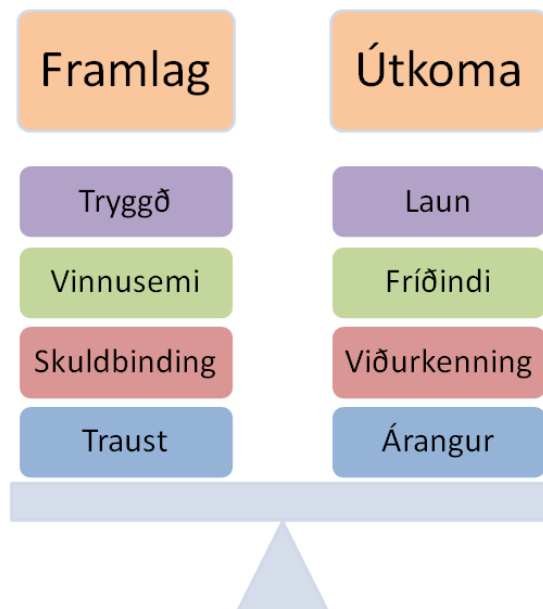 Framlag
Útkoma
Tryggð
Laun
Vinnusemi
Fríðindi
Skuldbinding
Viðurkenning
Traust
Árangur